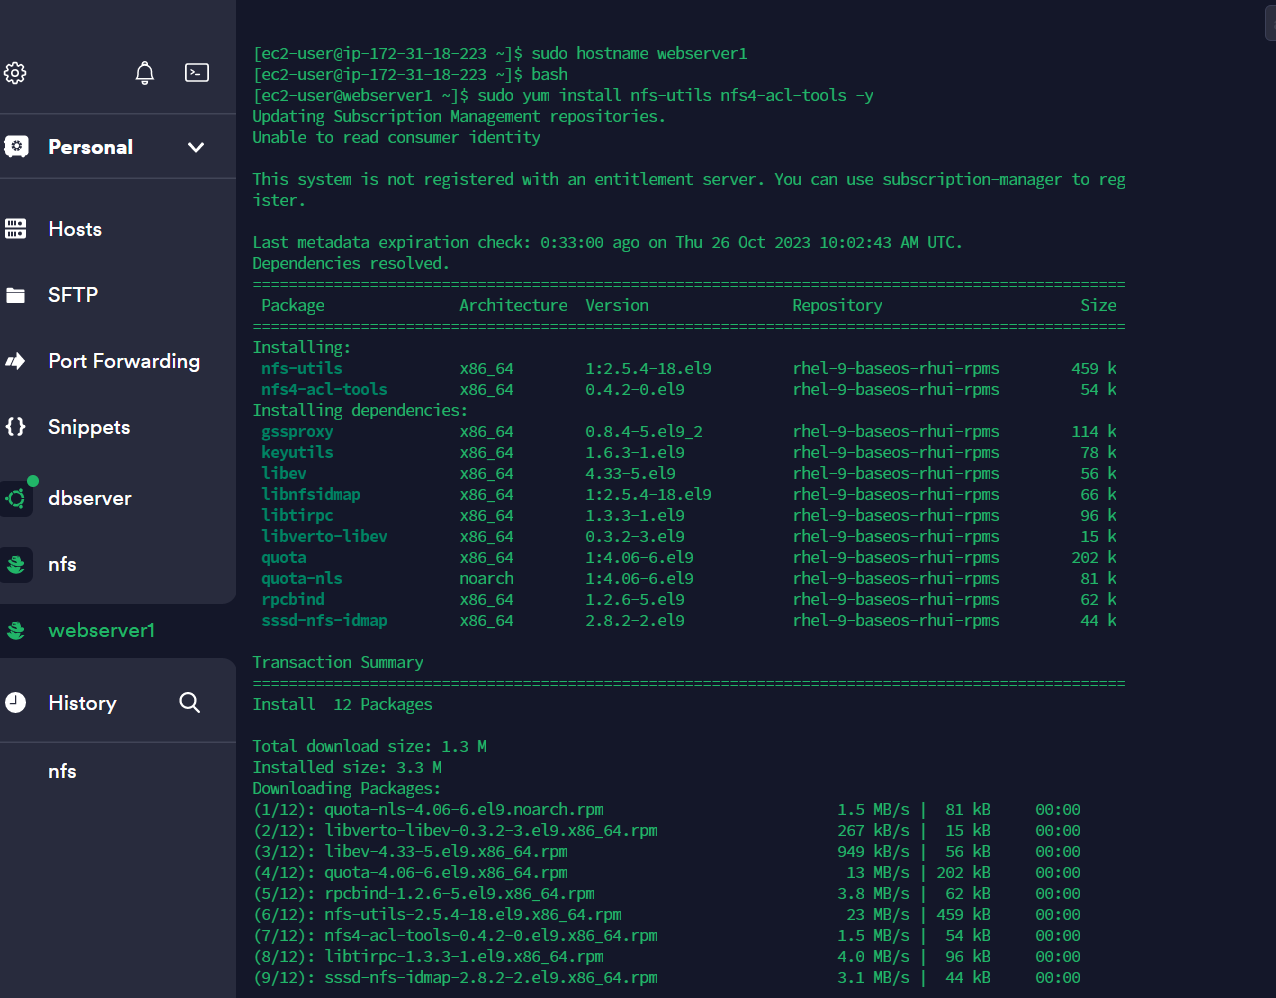 Personal
Hosts
SFTP
Port Forwarding
Snippets
dbserver
nfs
webserver1
History
nfs
[ec2-user@ip-172-31-18-223 ~]$ sudo hostname webserver1
[ec2-user@ip-172-31-18-223 ~]$ bash
[ec2-user@webserver1 ~]$ sudo yum install nfs-utils nfs4-acl-tools -y
Updating Subscription Management repositories.
Unable to read consumer identity
This system is not registered with an entitlement server. You can use subscription-manager to reg
ister.
Last metadata expiration check: 0:33:00 ago on Thu 26 Oct 2023 10:02:43 AM UTC.
Dependencies resolved.
=================================================================================================
Package Architecture Version Repository Size
=================================================================================================
Installing:
nfs-utils x86_64 1:2.5.4-18.el9 rhel-9-baseos-rhui-rpms 459 k
nfs4-acl-tools x86_64 0.4.2-0.el9 rhel-9-baseos-rhui-rpms 54 k
Installing dependencies:
gssproxy x86_64 0.8.4-5.el9_2 rhel-9-baseos-rhui-rpms 114 k
keyutils x86_64 1.6.3-1.el9 rhel-9-baseos-rhui-rpms 78 k
libev x86_64 4.33-5.el9 rhel-9-baseos-rhui-rpms 56 k
libnfsidmap x86_64 1:2.5.4-18.el9 rhel-9-baseos-rhui-rpms 66 k
libtirpc x86_64 1.3.3-1.el9 rhel-9-baseos-rhui-rpms 96 k
libverto-libev x86_64 0.3.2-3.el9 rhel-9-baseos-rhui-rpms 15 k
quota x86_64 1:4.06-6.el9 rhel-9-baseos-rhui-rpms 202 k
quota-nls noarch 1:4.06-6.el9 rhel-9-baseos-rhui-rpms 81 k
rpcbind x86_64 1.2.6-5.el9 rhel-9-baseos-rhui-rpms 62 k
sssd-nfs-idmap x86_64 2.8.2-2.el9 rhel-9-baseos-rhui-rpms 44 k
Transaction Summary
=================================================================================================
Install 12 Packages
Total download size: 1.3 M
Installed size: 3.3 M
Downloading Packages:
(1/12): quota-nls-4.06-6.el9.noarch.rpm 1.5 MB/s | 81 kB 00:00
(2/12): libverto-libev-0.3.2-3.el9.x86_64.rpm 267 kB/s | 15 kB 00:00
(3/12): libev-4.33-5.el9.x86_64.rpm 949 kB/s | 56 kB 00:00
(4/12): quota-4.06-6.el9.x86_64.rpm 13 MB/s | 202 kB 00:00
(5/12): rpcbind-1.2.6-5.el9.x86_64.rpm 3.8 MB/s | 62 kB 00:00
(6/12): nfs-utils-2.5.4-18.el9.x86_64.rpm 23 MB/s | 459 kB 00:00
(7/12): nfs4-acl-tools-0.4.2-0.el9.x86_64.rpm 1.5 MB/s | 54 kB 00:00
(8/12): libtirpc-1.3.3-1.el9.x86_64.rpm 4.0 MB/s | 96 kB 00:00
(9/12): sssd-nfs-idmap-2.8.2-2.el9.x86_64.rpm 3.1 MB/s | 44 kB 00:00